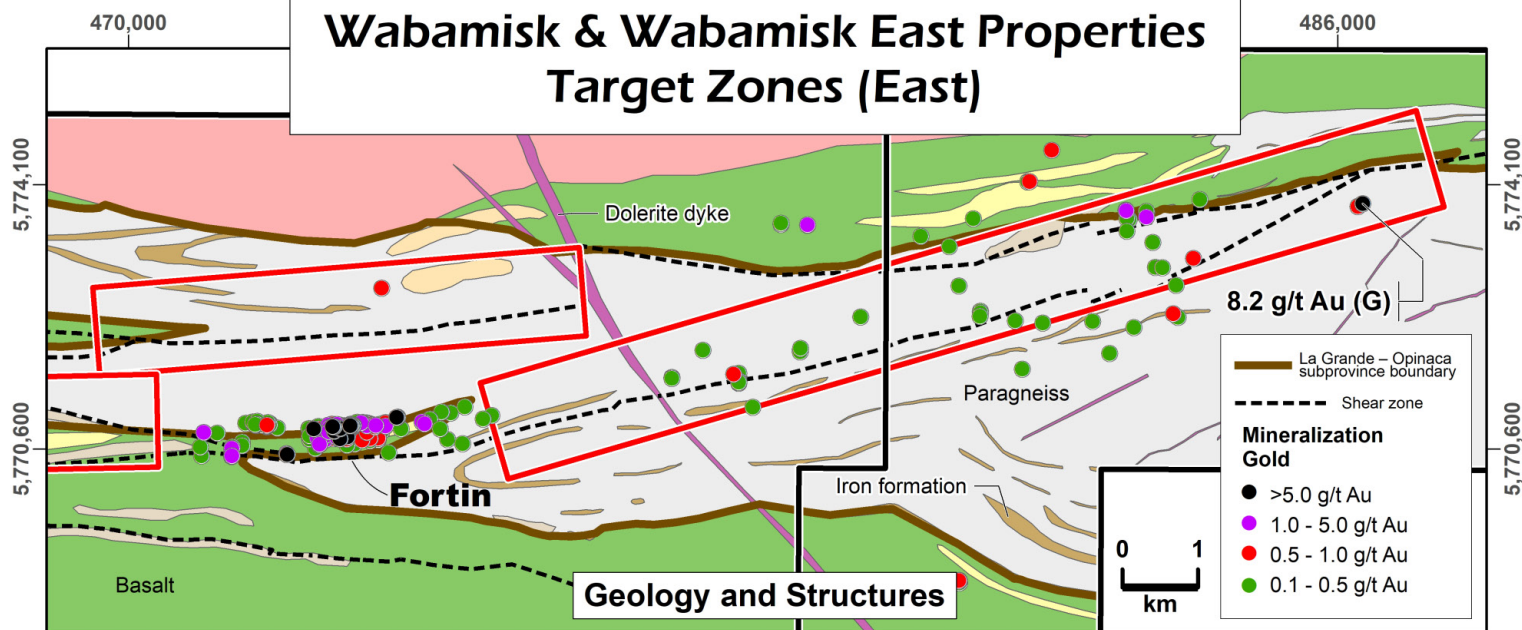 Wabamisk & Wabamisk East Properties
Target Zones (East)
470,000
486,000
5,774,100
5,774,100
Dolerite dyke
8.2 g/t Au (G)
Paragneiss
La Grande – Opinaca
subprovince boundary
Shear zone
Mineralization
Gold
>5.0 g/t Au
1.0 - 5.0 g/t Au
0.5 - 1.0 g/t Au
0.1 - 0.5 g/t Au
5,770,600
5,770,600
Fortin
Iron formation
0 1
km
Basalt
Geology and Structures